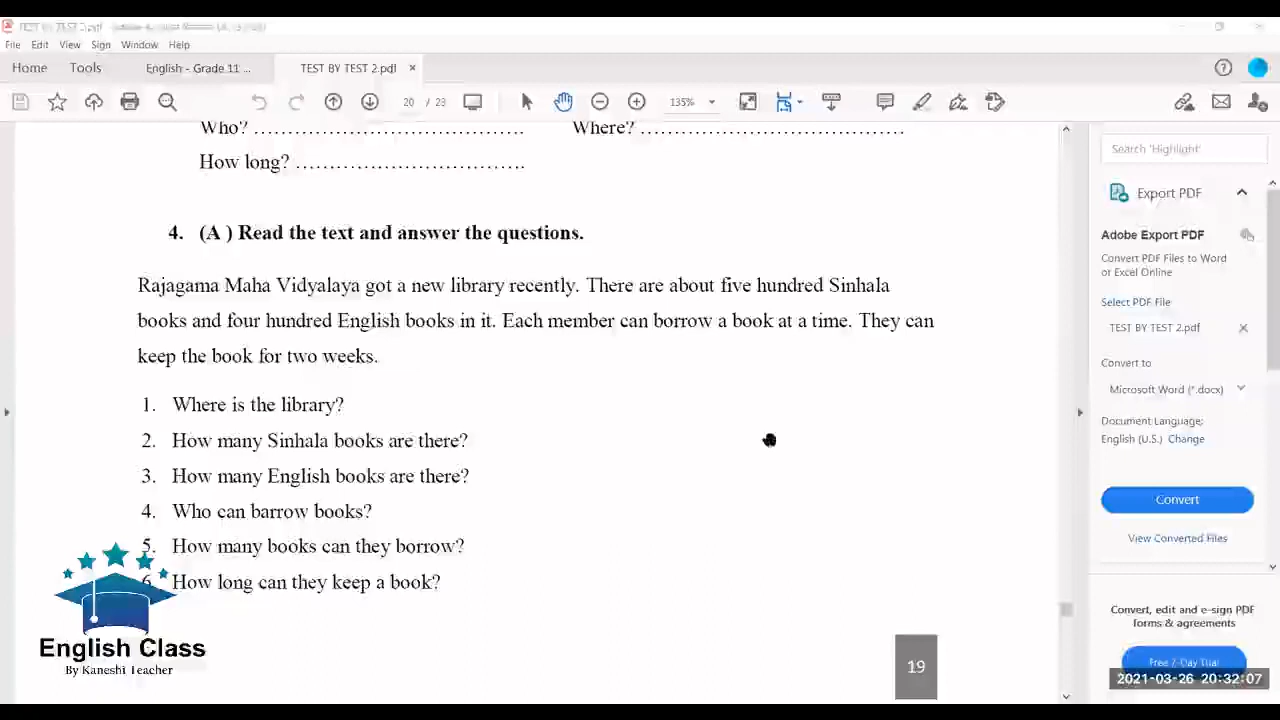 File Edit View Sign Window Help
Home Tools English - Grade 11 ... TEST BY TEST 2.pdf ×
20 / 23 135%
Who? ………………………………… Where? …………………………………
How long? …………………………….
4. (A ) Read the text and answer the questions.
Rajagama Maha Vidyalaya got a new library recently. There are about five hundred Sinhala
books and four hundred English books in it. Each member can borrow a book at a time. They can
keep the book for two weeks.
1. Where is the library?
2. How many Sinhala books are there?
3. How many English books are there?
4. Who can barrow books?
5. How many books can they borrow?
6. How long can they keep a book?
19
English Class
By Kaneshi Teacher
Search 'Highlight'
Export PDF
Adobe Export PDF
Convert PDF Files to Word
or Excel Online
Select PDF File
TEST BY TEST 2.pdf ×
Convert to
Microsoft Word (*.docx)
Document Language:
English (U.S.) Change
Convert
View Converted Files
Convert, edit and e-sign PDF
forms & agreements
Free 7-Day Trial
2021-03-26 20:32:07